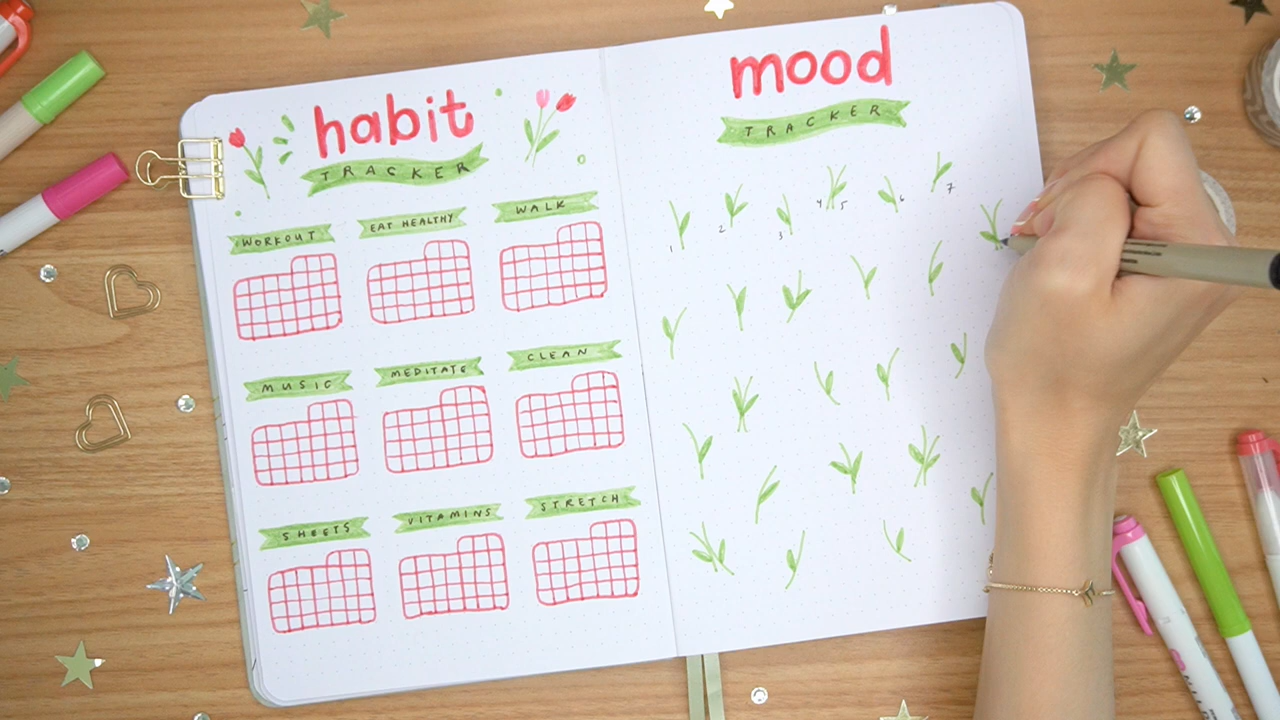 habit
TRACKER
WORKOUT
EAT HEALTHY
WALK
MUSIC
MEDITATE
CLEAN
SHEETS
VITAMINS
STRETCH
mood
TRACKER
1
2
3
4
5
6
7